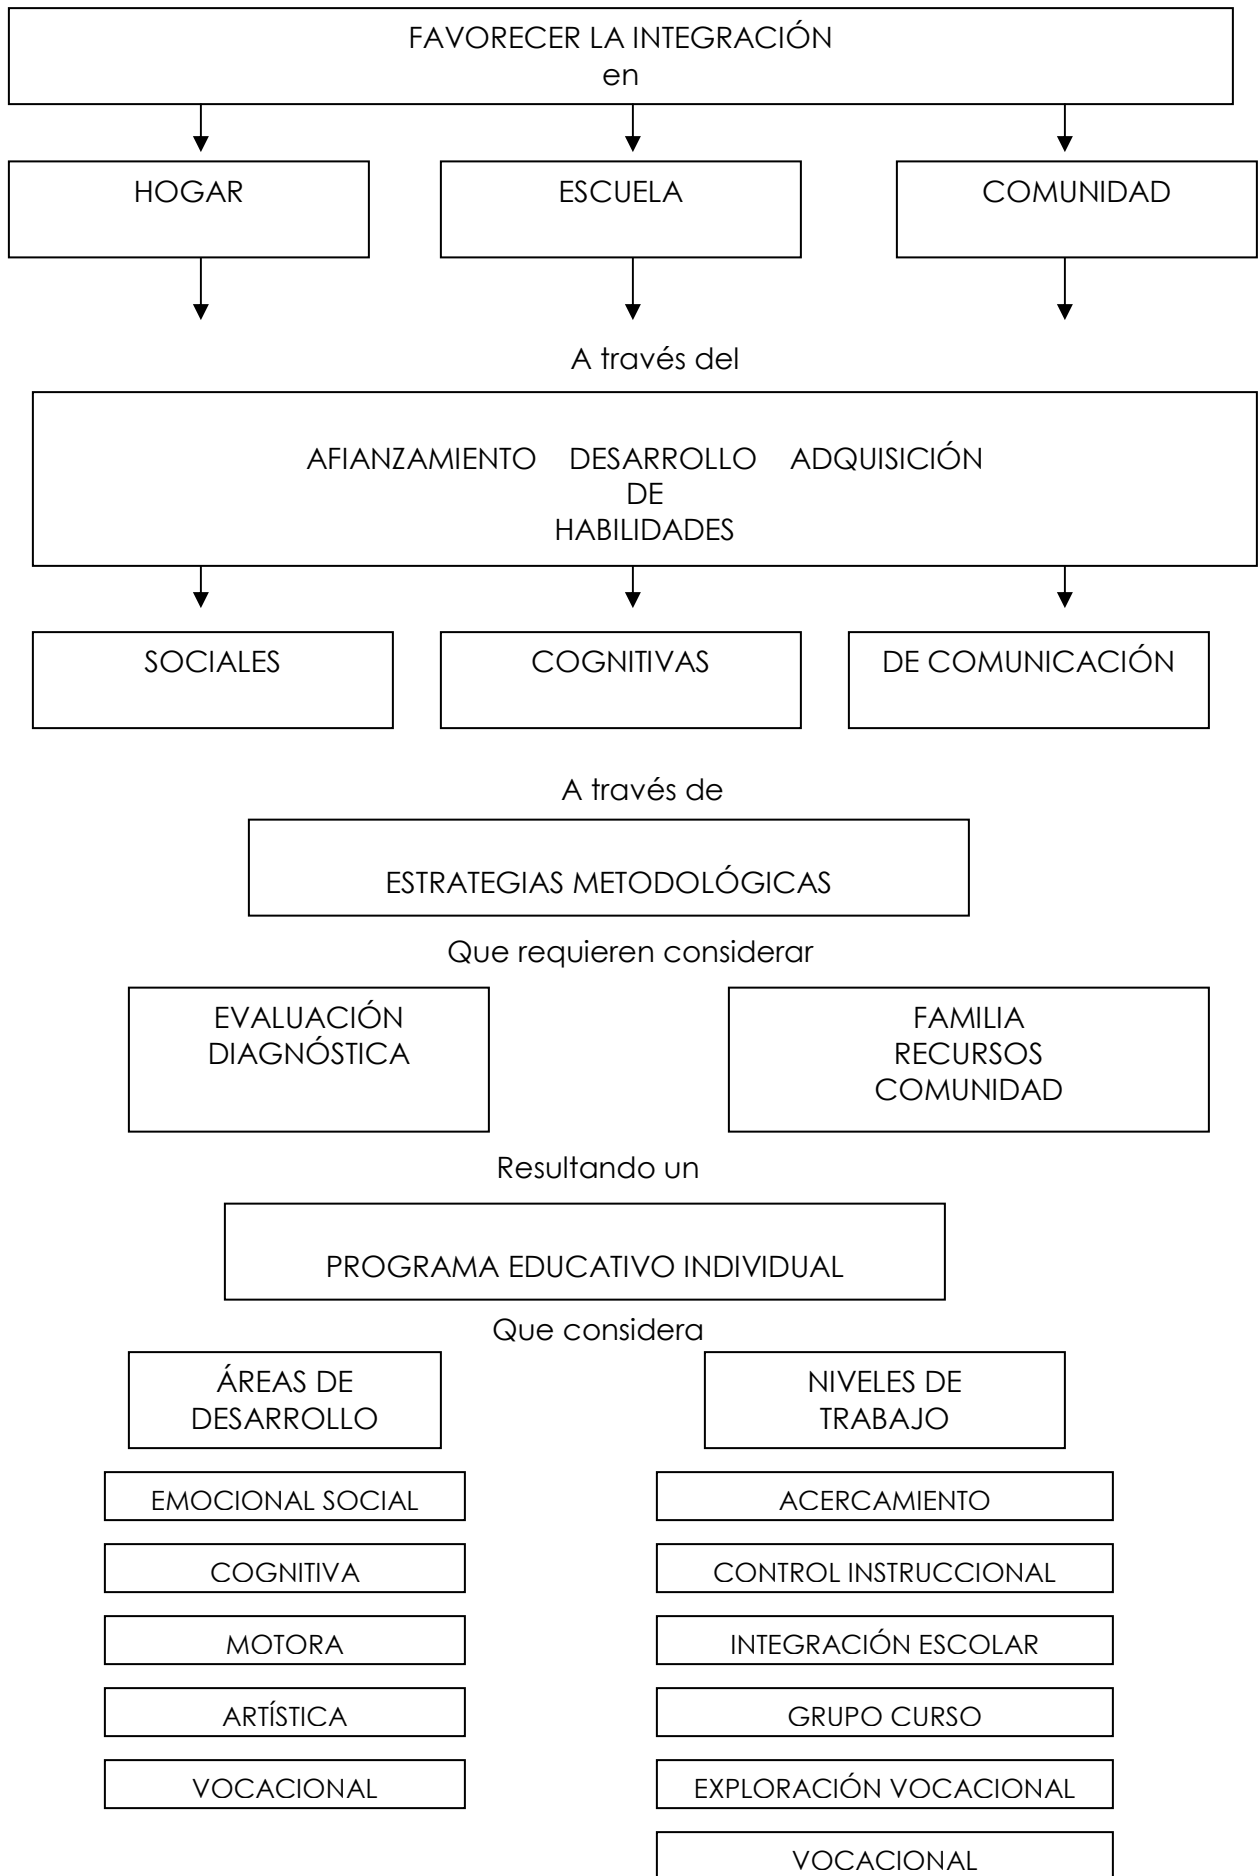 FAVORECER LA INTEGRACIÓN
en
HOGAR
ESCUELA
COMUNIDAD
A través del
AFIANZAMIENTO DESARROLLO ADQUISICIÓN
DE
HABILIDADES
SOCIALES
COGNITIVAS
DE COMUNICACIÓN
A través de
ESTRATEGIAS METODOLÓGICAS
Que requieren considerar
EVALUACIÓN
DIAGNÓSTICA
FAMILIA
RECURSOS
COMUNIDAD
Resultando un
PROGRAMA EDUCATIVO INDIVIDUAL
Que considera
ÁREAS DE
DESARROLLO
EMOCIONAL SOCIAL
COGNITIVA
MOTORA
ARTÍSTICA
VOCACIONAL
NIVELES DE
TRABAJO
ACERCAMIENTO
CONTROL INSTRUCCIONAL
INTEGRACIÓN ESCOLAR
GRUPO CURSO
EXPLORACIÓN VOCACIONAL
VOCACIONAL